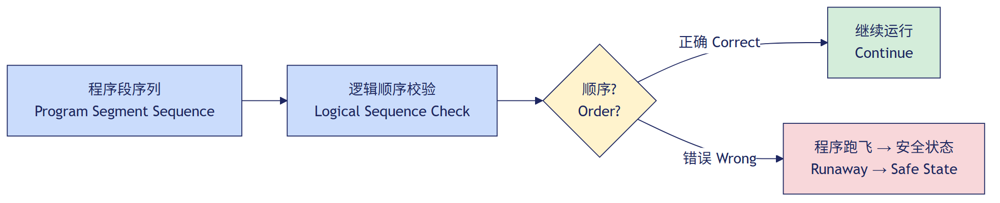 程序段序列
Program Segment Sequence
逻辑顺序校验
Logical Sequence Check
顺序?
Order?
正确 Correct
继续运行
Continue
错误 Wrong
程序跑飞 → 安全状态
Runaway → Safe State